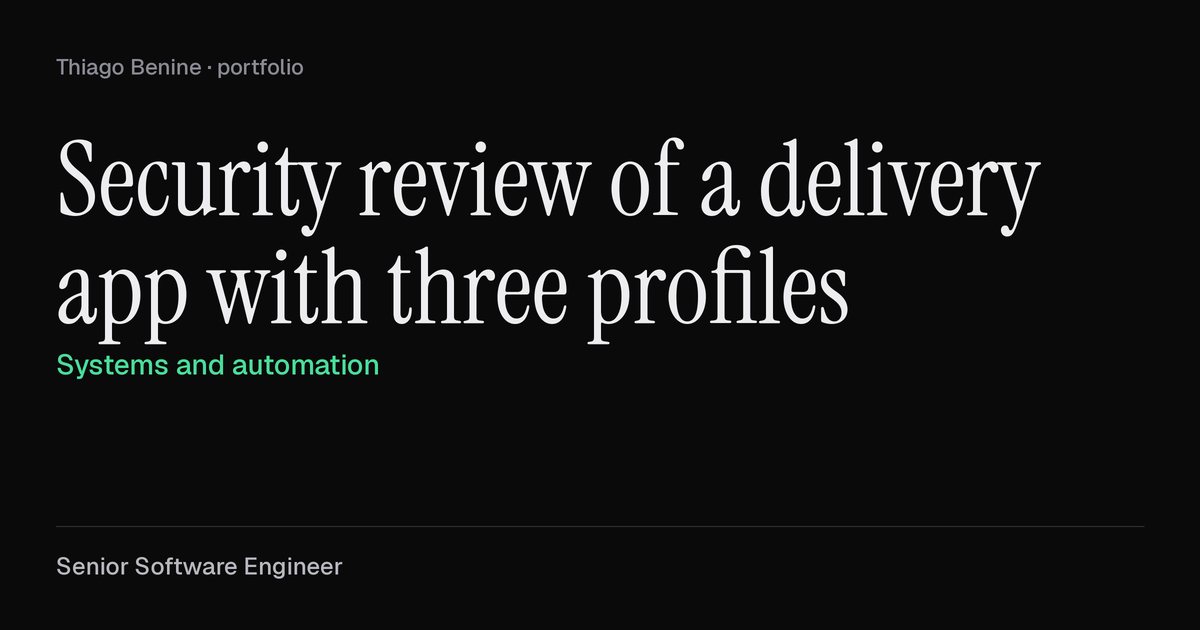 Thiago Benine · portfolio
Security review of a delivery
app with three profiles
Systems and automation
Senior Software Engineer